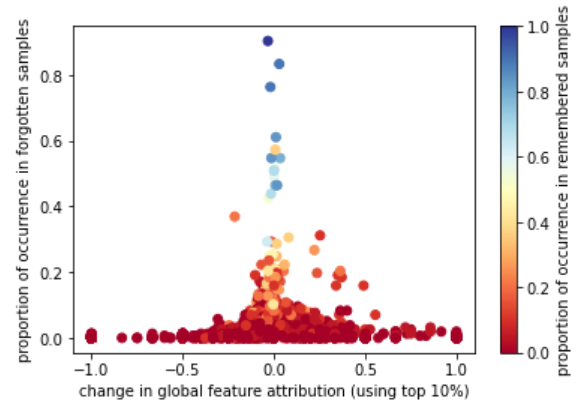 proportion of occurrence in forgotten samples
0.8
0.6
0.4
0.2
0.0
−1.0 −0.5 0.0 0.5 1.0
change in global feature attribution (using top 10%)
1.0
0.8
0.6
0.4
0.2
0.0
proportion of occurrence in remembered samples